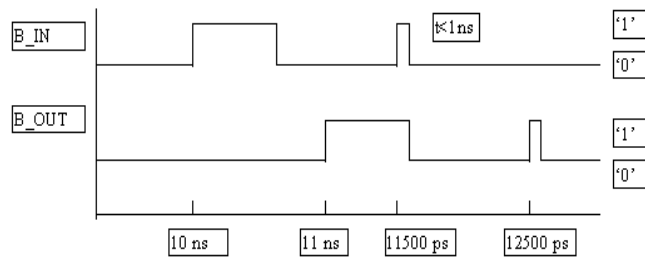 B_IN
t<1ns
‘1’
‘0’
B_OUT
‘1’
‘0’
10 ns
11 ns
11500 ps
12500 ps